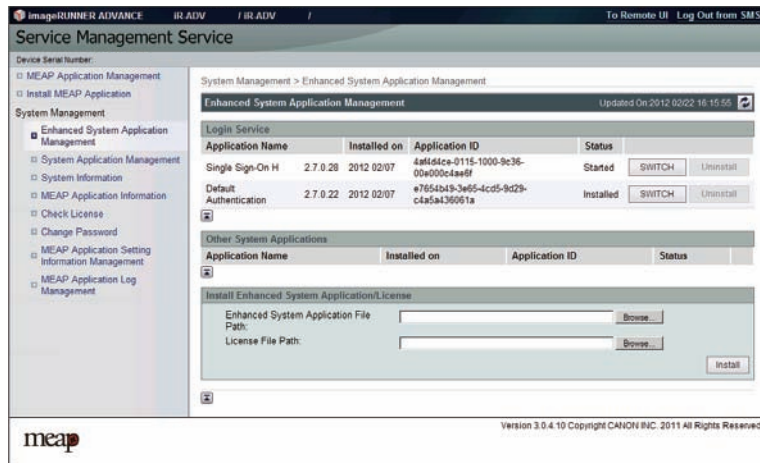 imageRUNNER ADVANCE iR-ADV / iR-ADV / To Remote UI Log Out from SMS
Service Management Service
Device Serial Number:
MEAP Application Management
Install MEAP Application
System Management
Enhanced System Application
Management
System Application Management
System Information
MEAP Application Information
Check License
Change Password
MEAP Application Setting
Information Management
MEAP Application Log
Management
System Management > Enhanced System Application Management
Enhanced System Application Management Updated On:2012 02/22 16:15:55
Login Service
Application Name Installed on Application ID Status
Single Sign-On H 2.7.0.28 2012 02/07 4af4d4ce-0115-1000-9c36-
00e000c4ae6f Started SWITCH Uninstall
Default
Authentication 2.7.0.22 2012 02/07 e7654b49-3e65-4cd5-9d29-
c4a5a436061a Installed SWITCH Uninstall
Other System Applications
Application Name Installed on Application ID Status
Install Enhanced System Application/License
Enhanced System Application File
Path: Browse...
License File Path: Browse...
Install
Version 3.0.4.10 Copyright CANON INC. 2011 All Rights Reserved
meap